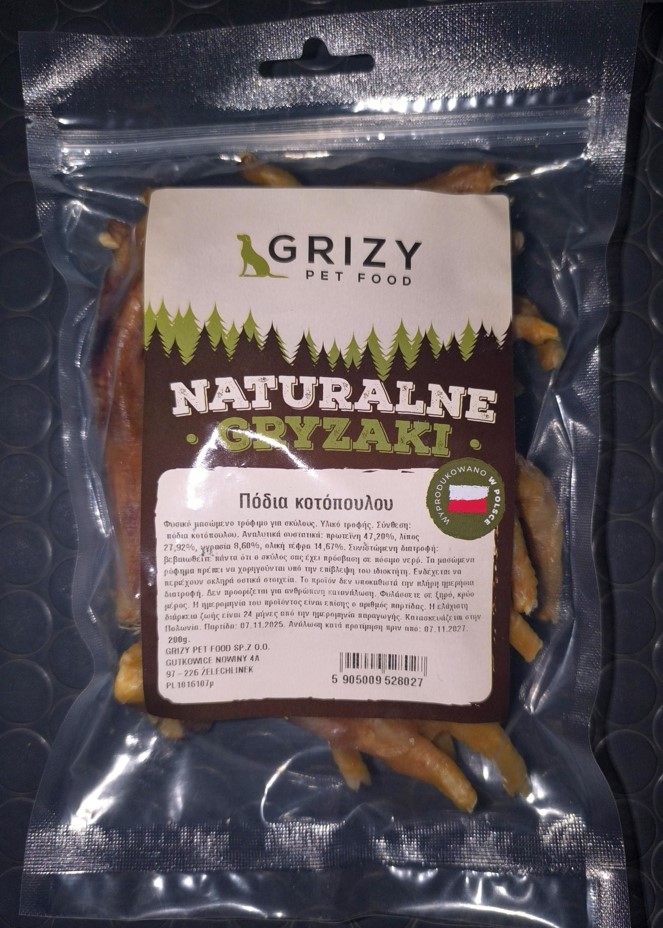 GRIZY
PET FOOD
NATURALNE
• GRYZAKI •
WYPRODUKOWANO W POLSCE
Πόδια κοτόπουλου
Φυσικό μασώμενο τρόφιμο για σκύλους. Υλικό τροφής. Σύνθεση:
πόδια κοτόπουλου. Αναλυτικά συστατικά: πρωτεΐνη 47,20%, λίπος
27,92%, υγρασία 8,60%, ολική τέφρα 14,67%. Συνιστώμενη διατροφή:
βεβαιωθείτε πάντα ότι ο σκύλος σας έχει πρόσβαση σε πόσιμο νερό. Τα μασώμενα
ρόφημα πρέπει να χορηγούνται υπό την επίβλεψη του ιδιοκτήτη. Ενδέχεται να
περιέχουν σκληρά οστικά στοιχεία. Το προϊόν δεν υποκαθιστά την πλήρη ημερήσια
διατροφή. Δεν προορίζεται για ανθρώπινη κατανάλωση. Φυλάσσετε σε ξηρό, κρύο
μέρος. Η ημερομηνία του προϊόντος είναι επίσης ο αριθμός παρτίδας. Η ελάχιστη
διάρκεια ζωής είναι 24 μήνες από την ημερομηνία παραγωγής. Κατασκευάζεται στην
Πολωνία. Παρτίδα: 07.11.2025. Ανάλωση κατά προτίμηση πριν από: 07.11.2027.
200g.
GRIZY PET FOOD SP.Z O.O.
GUTKOWICE NOWINY 4A
97-226 ŻELECHLINEK
PL1016107μ
5 905009 528027